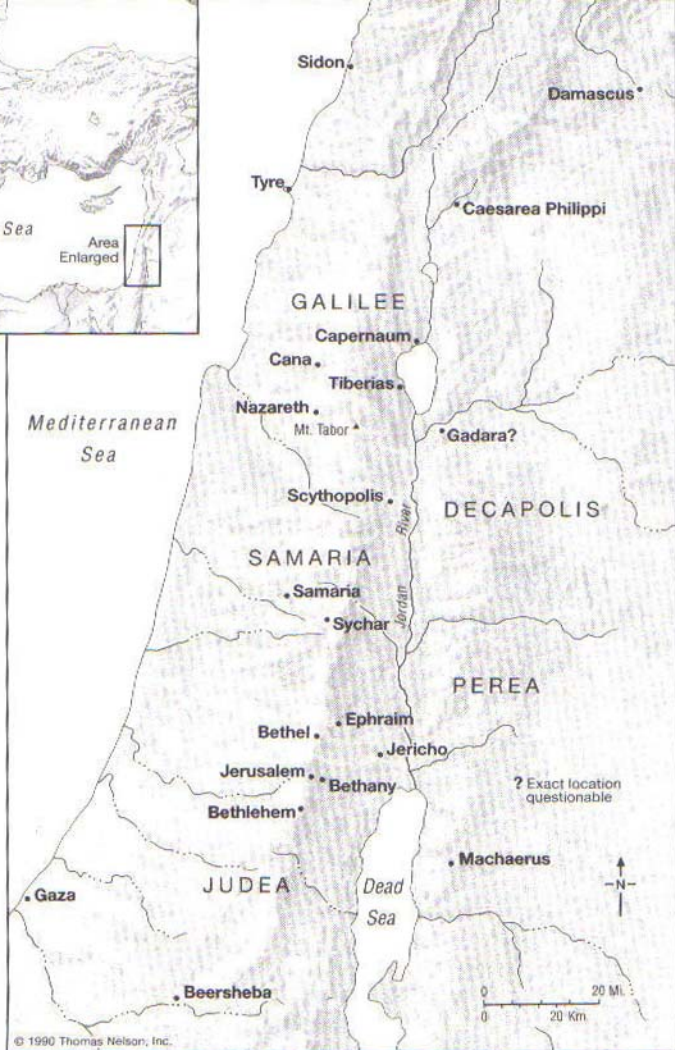 Sidon
Damascus
Tyre
Caesarea Philippi
Sea
Area
Enlarged
GALILEE
Capernaum
Cana
Tiberias
Mediterranean
Sea
Nazareth
Mt. Tabor
Gadara?
Scythopolis
River
DECAPOLIS
SAMARIA
Samaria
Jordan
Sychar
PEREA
Ephraim
Bethel
Jericho
Jerusalem
Bethany
? Exact location
questionable
Bethlehem
Machaerus
JUDEA
Dead
Sea
-N-
Gaza
Beersheba
0 20 Mi.
0 20 Km.
© 1990 Thomas Nelson, Inc.